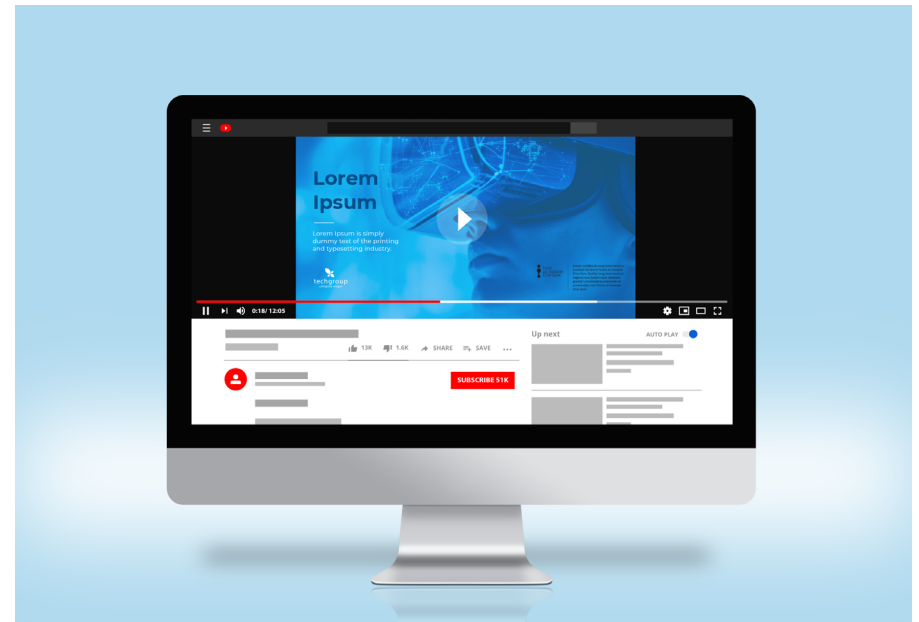 Lorem
Ipsum
Lorem Ipsum is simply
dummy text of the printing
and typesetting industry.
techgroup
0:18/ 12:05
13K
1.6K
SHARE
SAVE
SUBSCRIBE 51K
Up next
AUTO PLAY